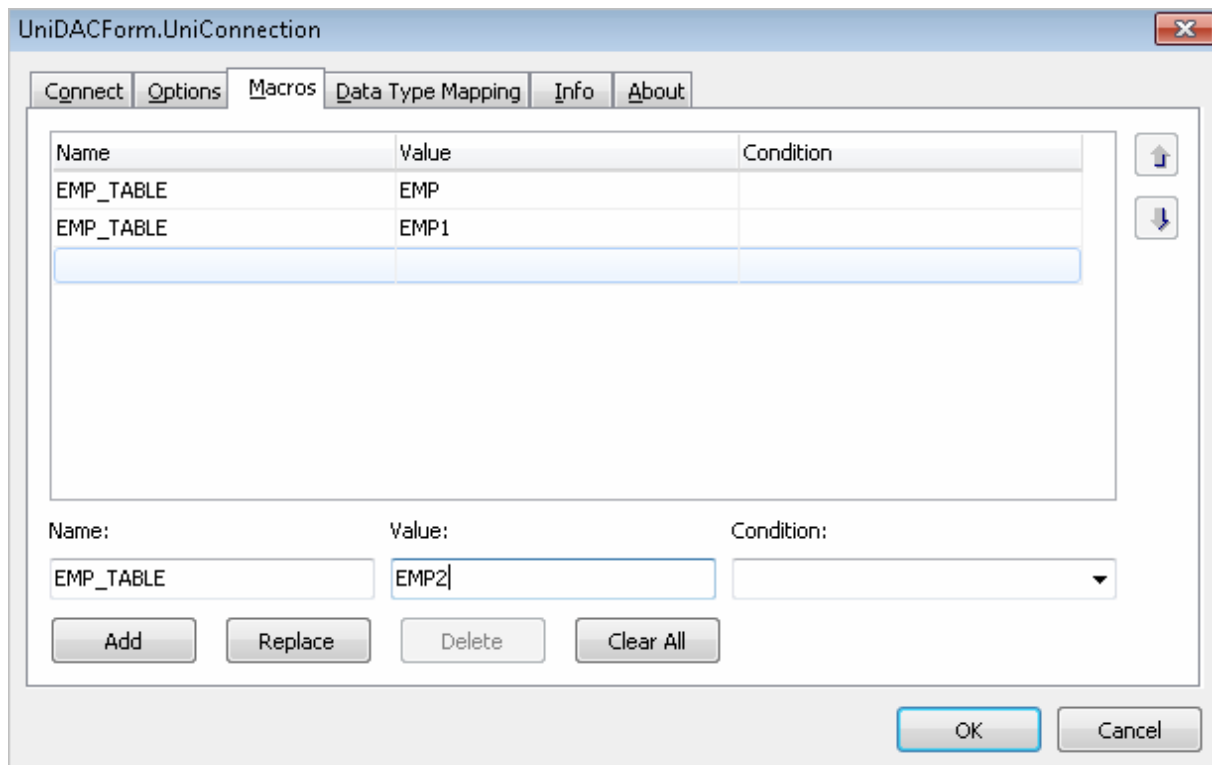 UniDACForm.UniConnection
Connect Options Macros Data Type Mapping Info About
Name Value Condition
EMP_TABLE EMP
EMP_TABLE EMP1
Name: Value: Condition:
EMP_TABLE EMP2
Add Replace Delete Clear All
OK Cancel